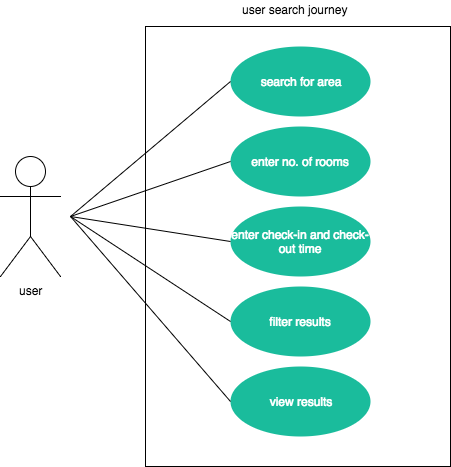 user search journey
search for area
enter no. of rooms
enter check-in and check-
out time
filter results
view results
user